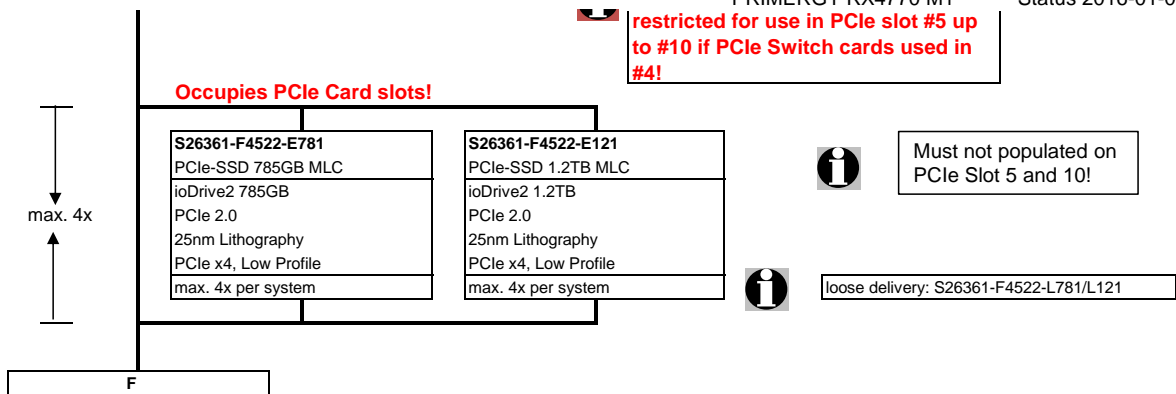 restricted for use in PCIe slot #5 up
to #10 if PCIe Switch cards used in
#4!
Occupies PCIe Card slots!
max. 4x
S26361-F4522-E781
PCIe-SSD 785GB MLC
ioDrive2 785GB
PCIe 2.0
25nm Lithography
PCIe x4, Low Profile
max. 4x per system
S26361-F4522-E121
PCIe-SSD 1.2TB MLC
ioDrive2 1.2TB
PCIe 2.0
25nm Lithography
PCIe x4, Low Profile
max. 4x per system
Must not populated on
PCIe Slot 5 and 10!
loose delivery: S26361-F4522-L781/L121
F